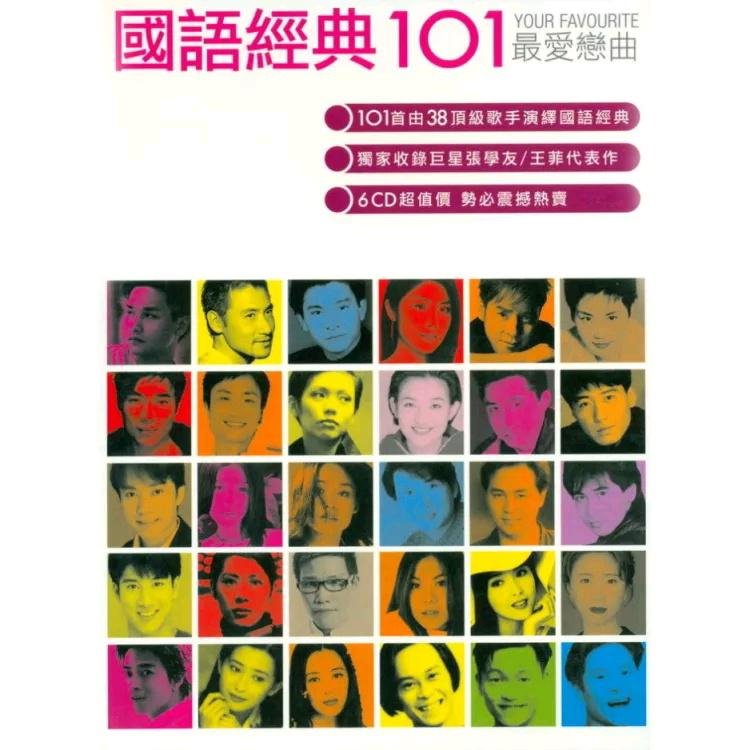 國語經典101
YOUR FAVOURITE
最愛戀曲
101首由38頂級歌手演繹國語經典
獨家收錄巨星張學友/王菲代表作
6CD超值價 勢必震撼熱賣